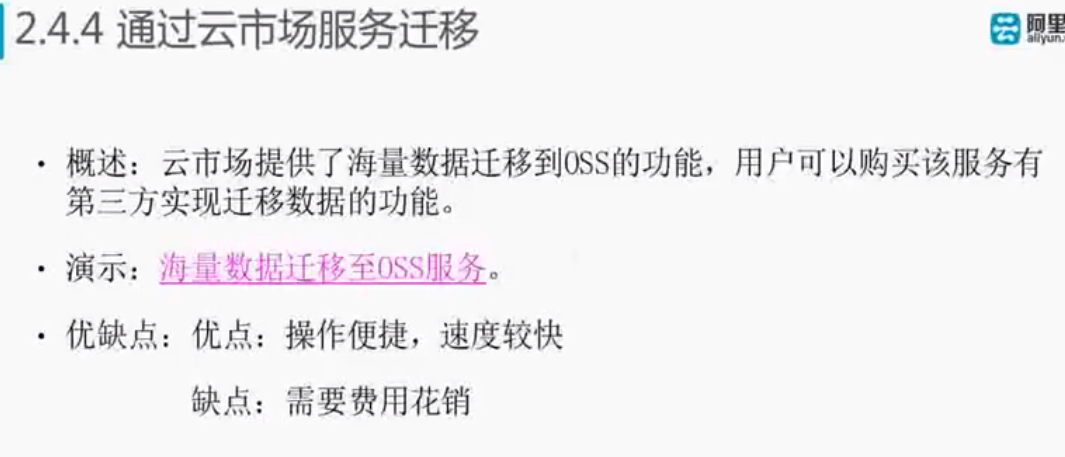 2.4.4 通过云市场服务迁移
阿里
aliyun.
• 概述：云市场提供了海量数据迁移到OSS的功能，用户可以购买该服务有
第三方实现迁移数据的功能。
• 演示：海量数据迁移至OSS服务。
• 优缺点：优点：操作便捷，速度较快
缺点：需要费用花销